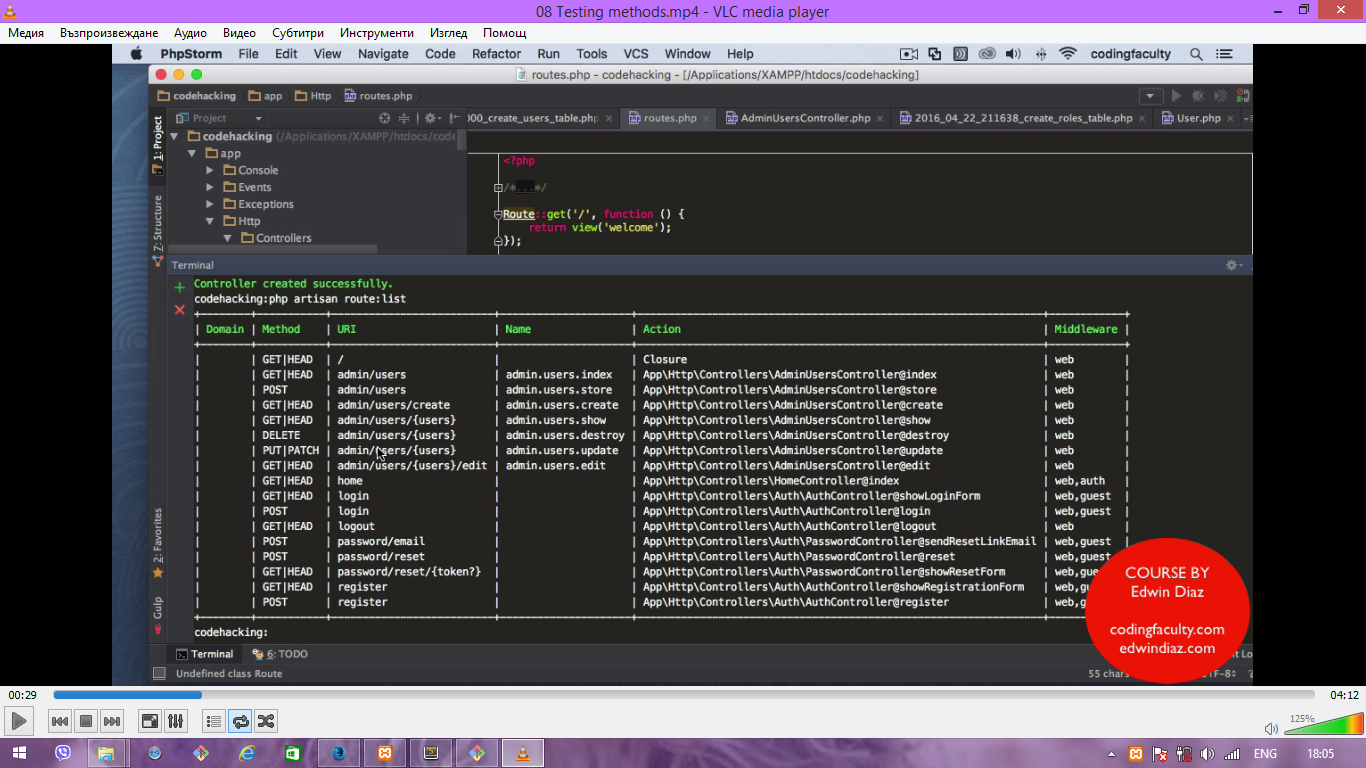 08 Testing methods.mp4 - VLC media player
Медия Възпроизвеждане Аудио Видео Субтитри Инструменти Изглед Помощ
PhpStorm File Edit View Navigate Code Refactor Run Tools VCS Window Help codingfaculty
routes.php - codehacking - [/Applications/XAMPP/htdocs/codehacking]
codehacking app Http routes.php
1: Project
7: Structure
2: Favorites
Gulp
Project
000_create_users_table.php routes.php AdminUsersController.php 2016_04_22_211638_create_roles_table.php User.php
codehacking (/Applications/XAMPP/htdocs/code
app
Console
Events
Exceptions
Http
Controllers
<?php
/*...*/
Route::get('/', function () {
return view('welcome');
});
Terminal
Controller created successfully.
codehacking:php artisan route:list
| Domain | Method | URI | Name | Action | Middleware |
| | GET|HEAD | / | | Closure | web |
| | GET|HEAD | admin/users | admin.users.index | App\Http\Controllers\AdminUsersController@index | web |
| | POST | admin/users | admin.users.store | App\Http\Controllers\AdminUsersController@store | web |
| | GET|HEAD | admin/users/create | admin.users.create | App\Http\Controllers\AdminUsersController@create | web |
| | GET|HEAD | admin/users/{users} | admin.users.show | App\Http\Controllers\AdminUsersController@show | web |
| | DELETE | admin/users/{users} | admin.users.destroy | App\Http\Controllers\AdminUsersController@destroy | web |
| | PUT|PATCH | admin/users/{users} | admin.users.update | App\Http\Controllers\AdminUsersController@update | web |
| | GET|HEAD | admin/users/{users}/edit | admin.users.edit | App\Http\Controllers\AdminUsersController@edit | web |
| | GET|HEAD | home | | App\Http\Controllers\HomeController@index | web,auth |
| | GET|HEAD | login | | App\Http\Controllers\Auth\AuthController@showLoginForm | web,guest |
| | POST | login | | App\Http\Controllers\Auth\AuthController@login | web,guest |
| | GET|HEAD | logout | | App\Http\Controllers\Auth\AuthController@logout | web |
| | POST | password/email | | App\Http\Controllers\Auth\PasswordController@sendResetLinkEmail | web,guest |
| | POST | password/reset | | App\Http\Controllers\Auth\PasswordController@reset | web,guest
| | GET|HEAD | password/reset/{token?} | | App\Http\Controllers\Auth\PasswordController@showResetForm | web,gue
| | GET|HEAD | register | | App\Http\Controllers\Auth\AuthController@showRegistrationForm | web,gu
| | POST | register | | App\Http\Controllers\Auth\AuthController@register | web,g
codehacking:
COURSE BY
Edwin Diaz
codingfaculty.com
edwindiaz.com
Terminal 6: TODO
Undefined class Route 55 chars
00:29 04:12
125%
ENG 18:05